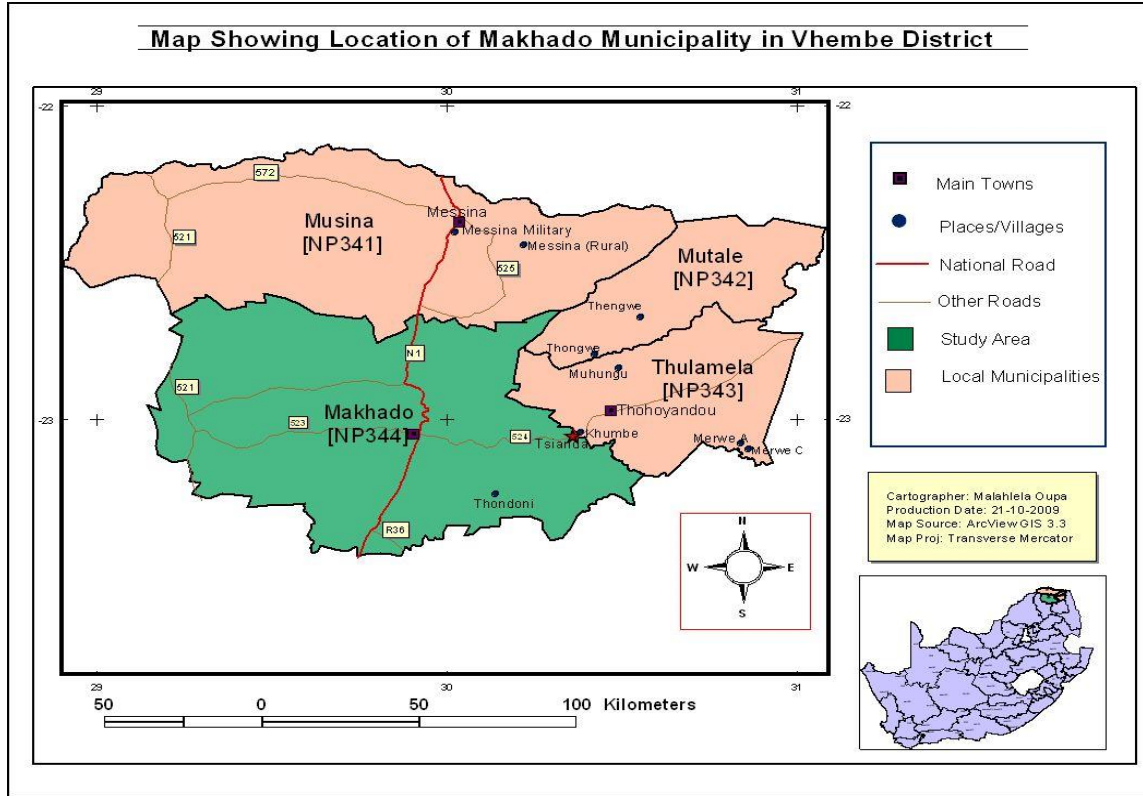 Map Showing Location of Makhado Municipality in Vhembe District
29
30
31
-22
-22
572
Musina
[NP341]
521
Messina
Messina Military
Messina (Rural)
525
Mutale
[NP342]
Thengwe
Thongwe
Muhungu
N1
Thulamela
[NP343]
521
Makhado
[NP344]
523
524
Thohoyandou
Khumbe
Tsianda
Merwe A
Merwe C
-23
-23
Thondoni
R36
N
W
E
S
29
30
31
50
0
50
100 Kilometers
Main Towns
Places/Villages
National Road
Other Roads
Study Area
Local Municipalities
Cartographer: Malahlela Oupa
Production Date: 21-10-2009
Map Source: ArcView GIS 3.3
Map Proj: Transverse Mercator